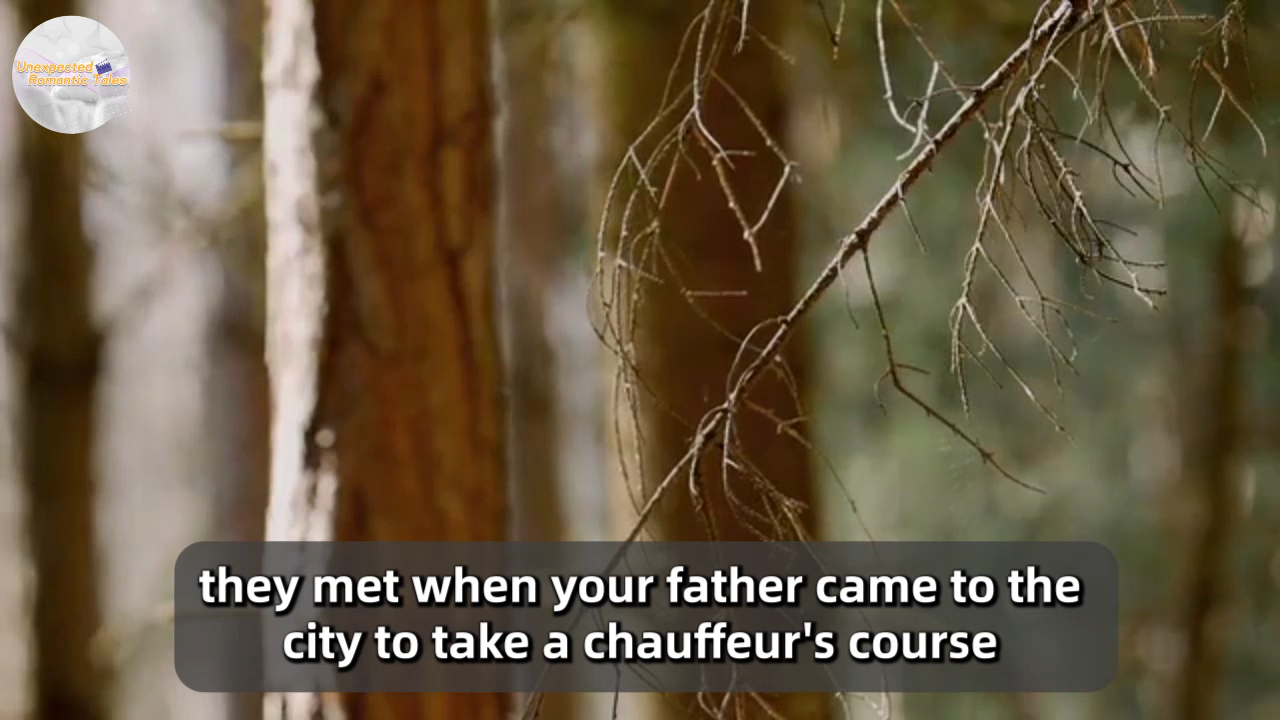 Unexpected
Romantic Tales
they met when your father came to the
city to take a chauffeur's course